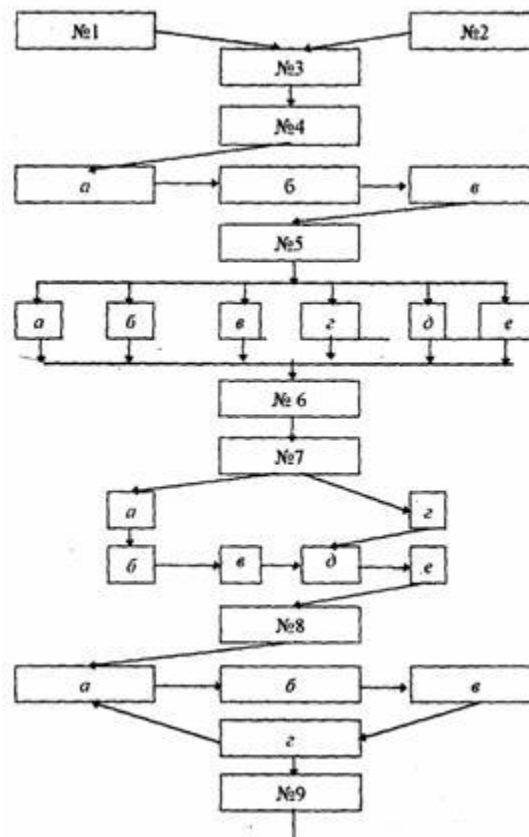 №1 №2
№3
№4
а б в
№5
а б в г д е
№ 6
№7
а г
б в д е
№8
а б в
г
№9